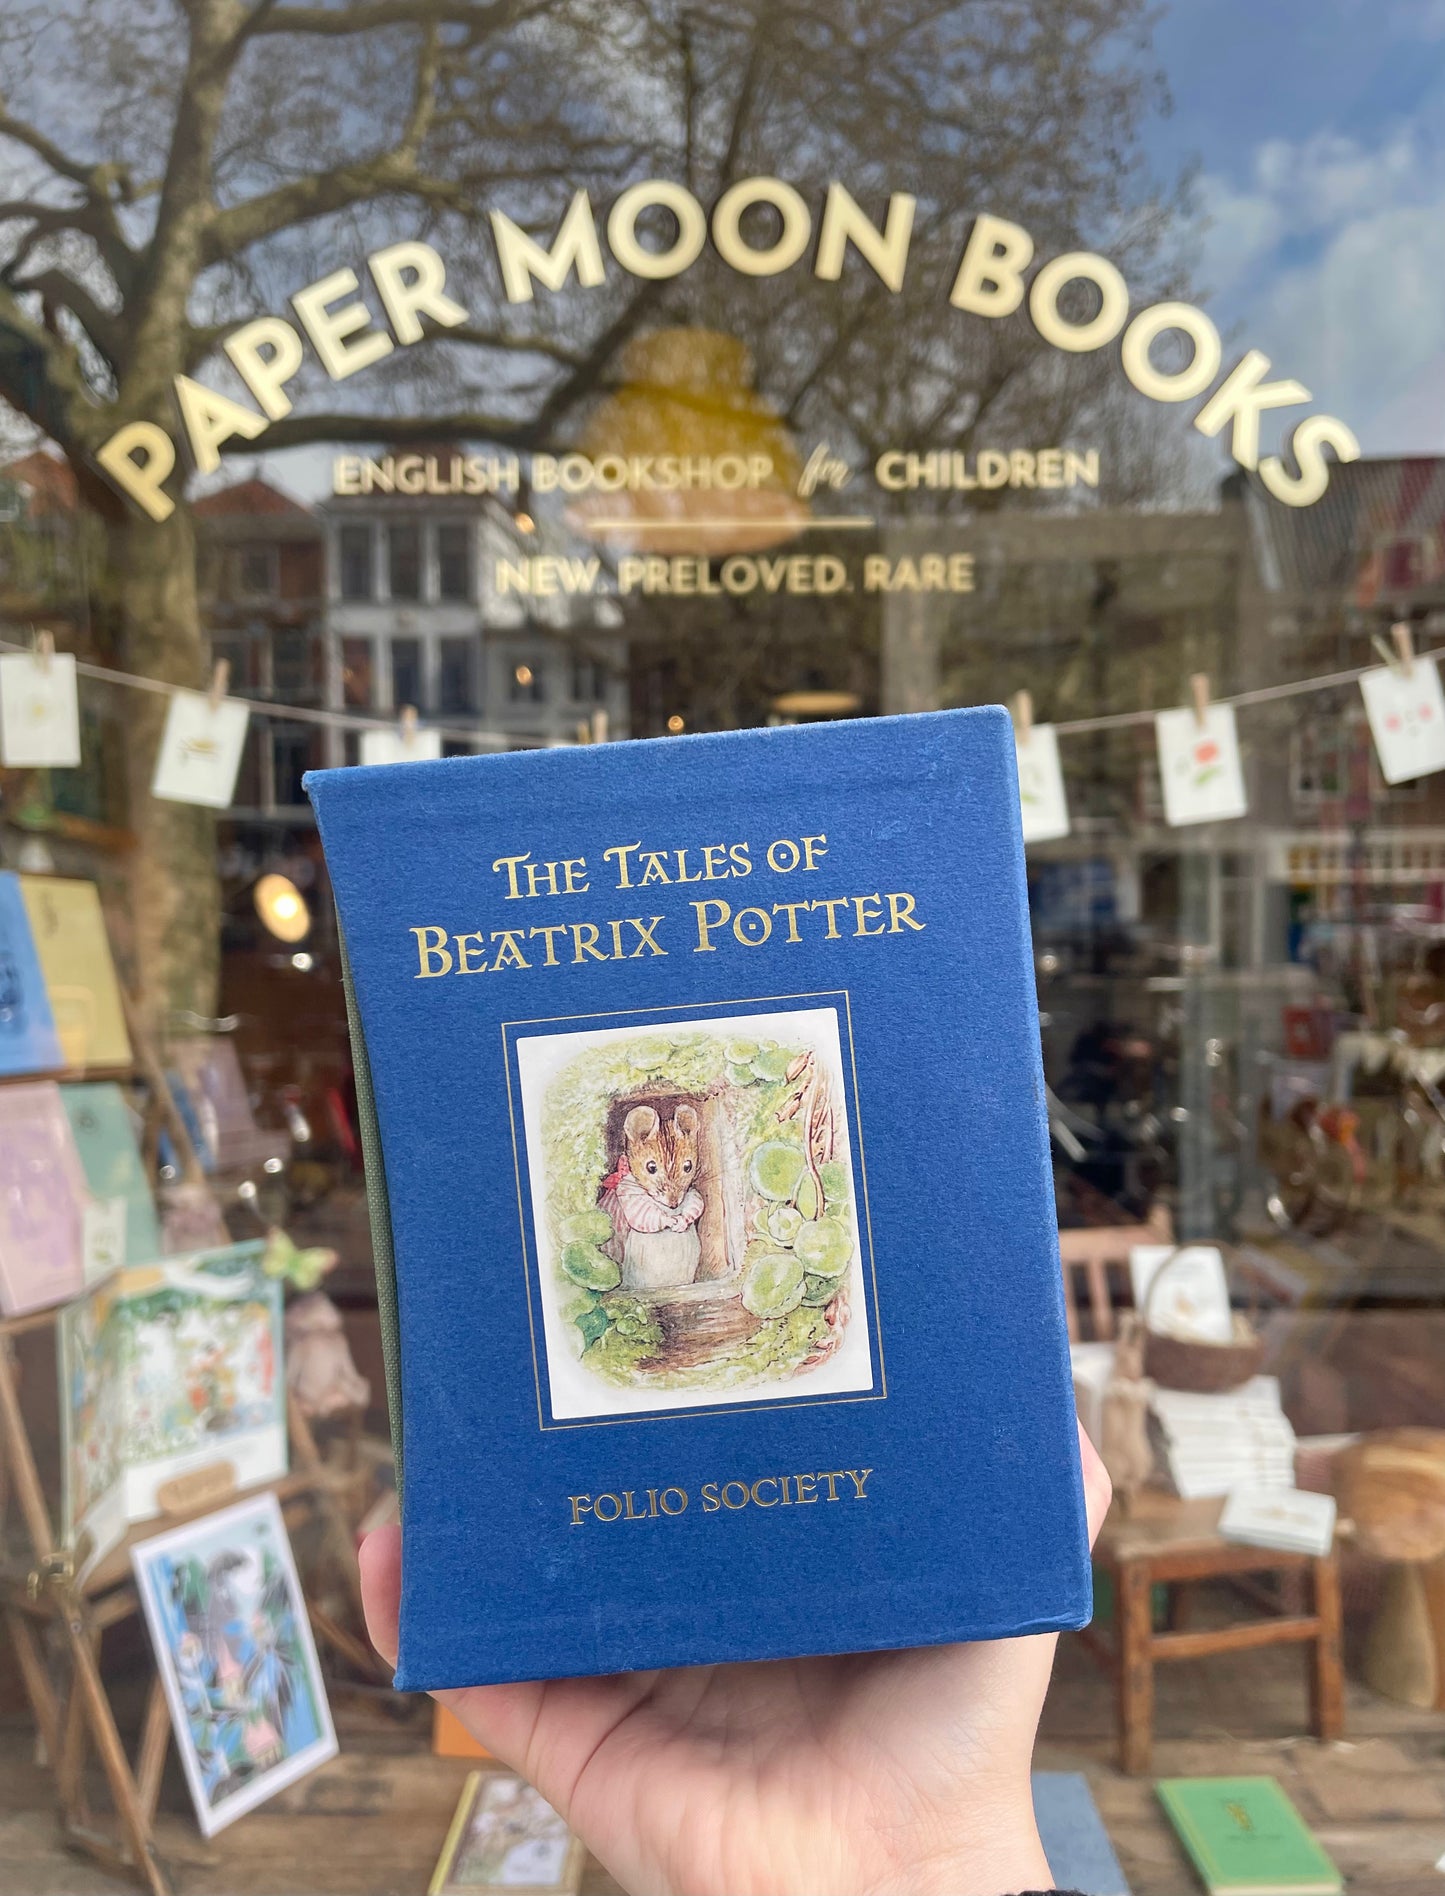 PAPER MOON BOOKS
ENGLISH BOOKSHOP for CHILDREN
NEW. PRELOVED. RARE
THE TALES OF
BEATRIX POTTER
FOLIO SOCIETY